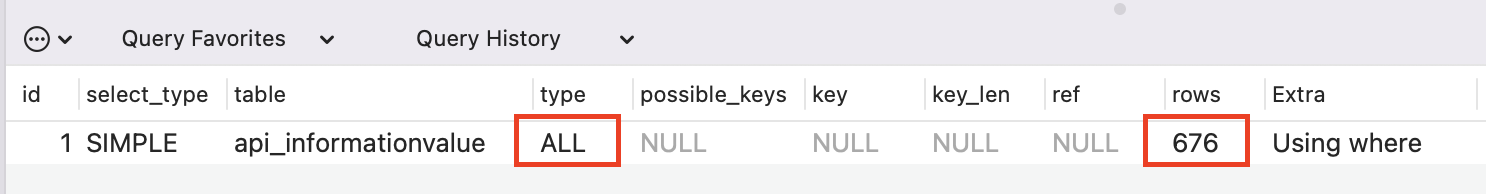 Query Favorites Query History
id select_type table type possible_keys key key_len ref rows Extra
1 SIMPLE api_informationvalue ALL NULL NULL NULL NULL 676 Using where